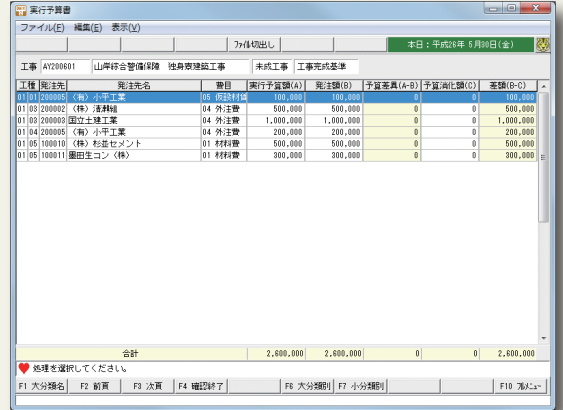 実行予算書
ファイル(F) 編集(E) 表示(V)
ファイル切出し 本日：平成26年 5月30日(金)
工事 AY200601 山岸綜合警備保障 独身寮建築工事 未成工事 工事完成基準
工種 発注先 発注先名 費目 実行予算額(A) 発注額(B) 予算差異(A-B) 予算消化額(C) 差額(B-C)
01 01 200005 (有) 小平工業 05 仮設材賃 100,000 100,000 0 0 100,000
01 03 200002 (株) 清瀬組 04 外注費 500,000 500,000 0 0 500,000
01 03 200003 国立土建工業 04 外注費 1,000,000 1,000,000 0 0 1,000,000
01 04 200005 (有) 小平工業 04 外注費 200,000 200,000 0 0 200,000
01 05 100010 (株) 杉並セメント 01 材料費 500,000 500,000 0 0 500,000
01 05 100011 墨田生コン (株) 01 材料費 300,000 300,000 0 0 300,000
合計 2,600,000 2,600,000 0 0 2,600,000
処理を選択してください。
F1 大分類名 F2 前頁 F3 次頁 F4 確認終了 F6 大分類別 F7 小分類別 F10 フルメニュー